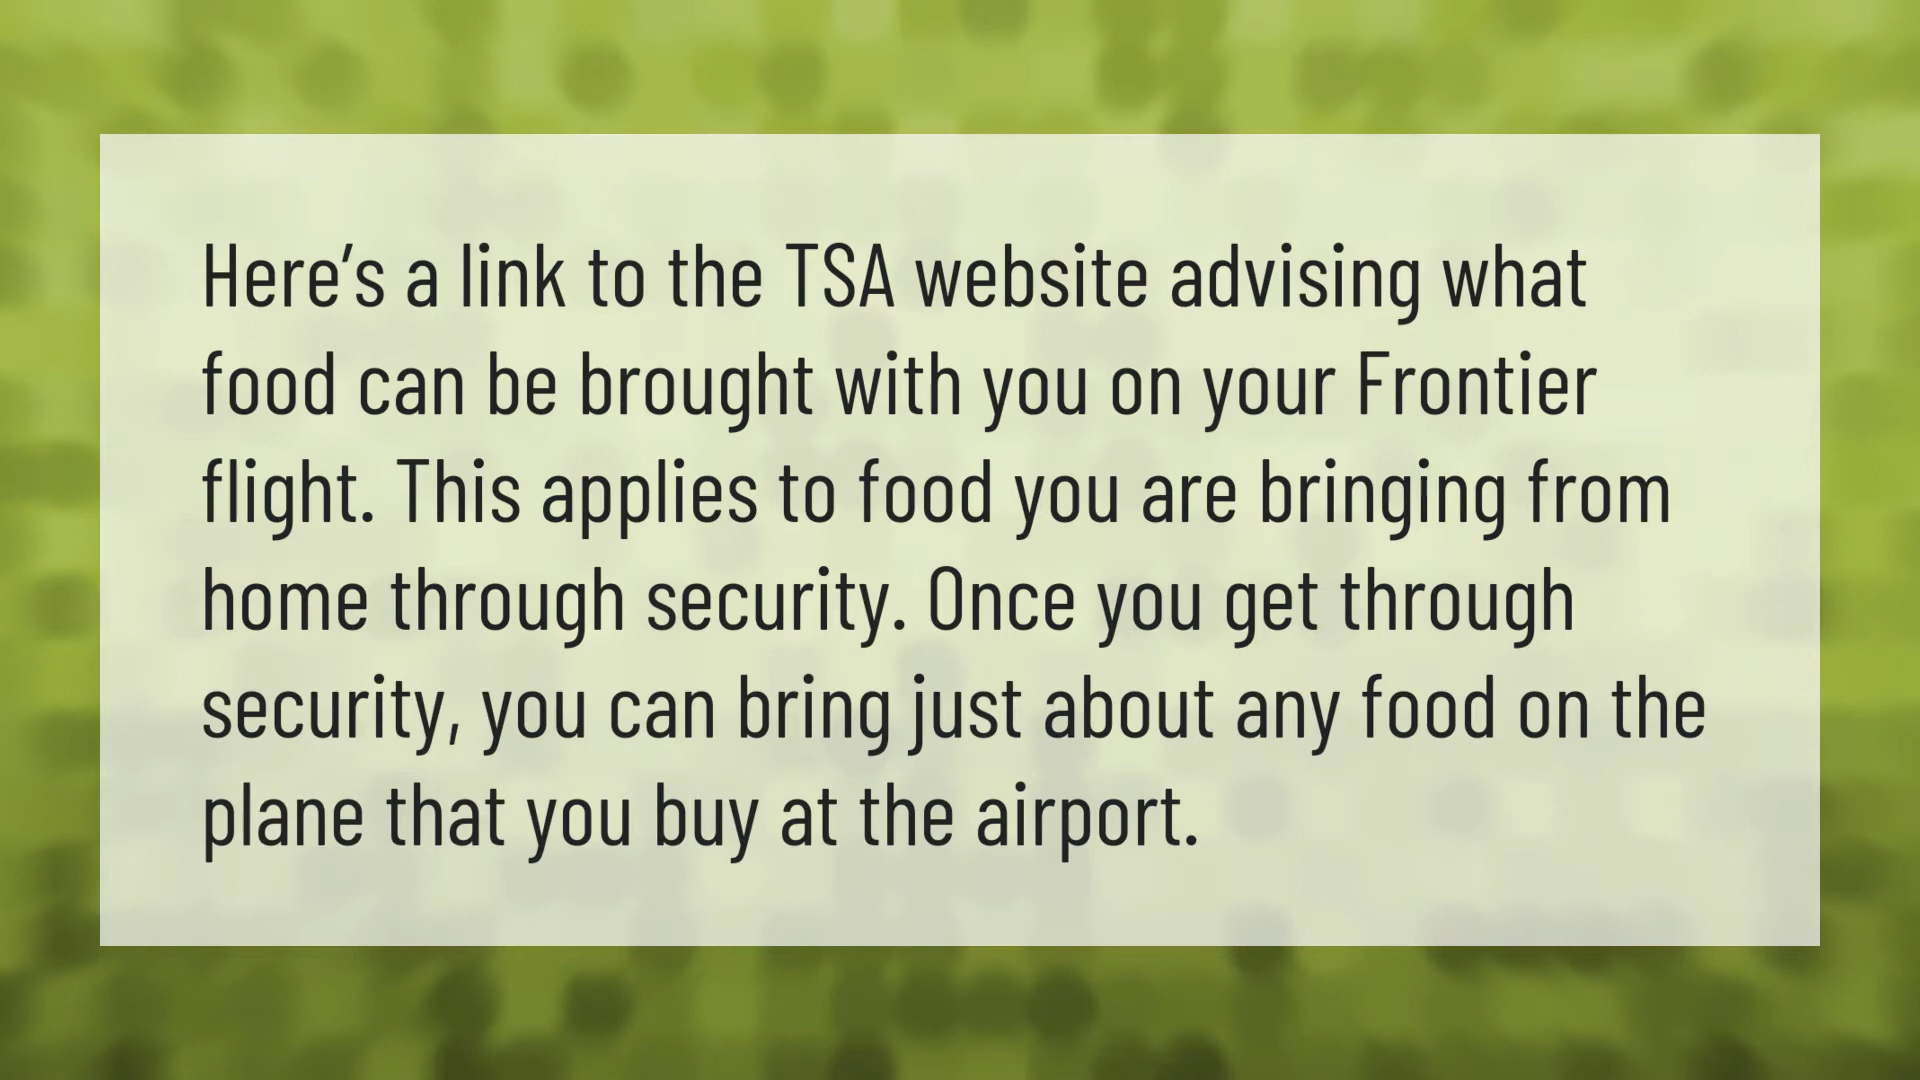 Here's a link to the TSA website advising what
food can be brought with you on your Frontier
flight. This applies to food you are bringing from
home through security. Once you get through
security, you can bring just about any food on the
plane that you buy at the airport.